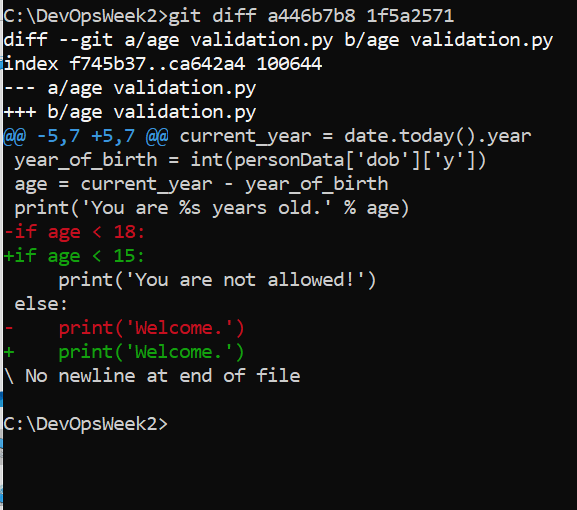 C:\DevOpsWeek2>git diff a446b7b8 1f5a2571
diff --git a/age validation.py b/age validation.py
index f745b37..ca642a4 100644
--- a/age validation.py
+++ b/age validation.py
@@ -5,7 +5,7 @@ current_year = date.today().year
 year_of_birth = int(personData['dob']['y'])
 age = current_year - year_of_birth
 print('You are %s years old.' % age)
-if age < 18:
+if age < 15:
     print('You are not allowed!')
 else:
-    print('Welcome.')
+    print('Welcome.')
\ No newline at end of file
C:\DevOpsWeek2>